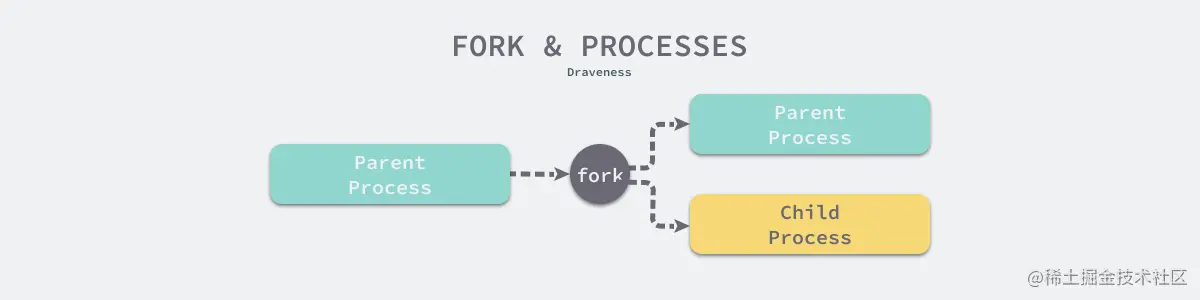 FORK & PROCESSES
Draveness
Parent
Process
fork
Parent
Process
Child
Process
@稀土掘金技术社区